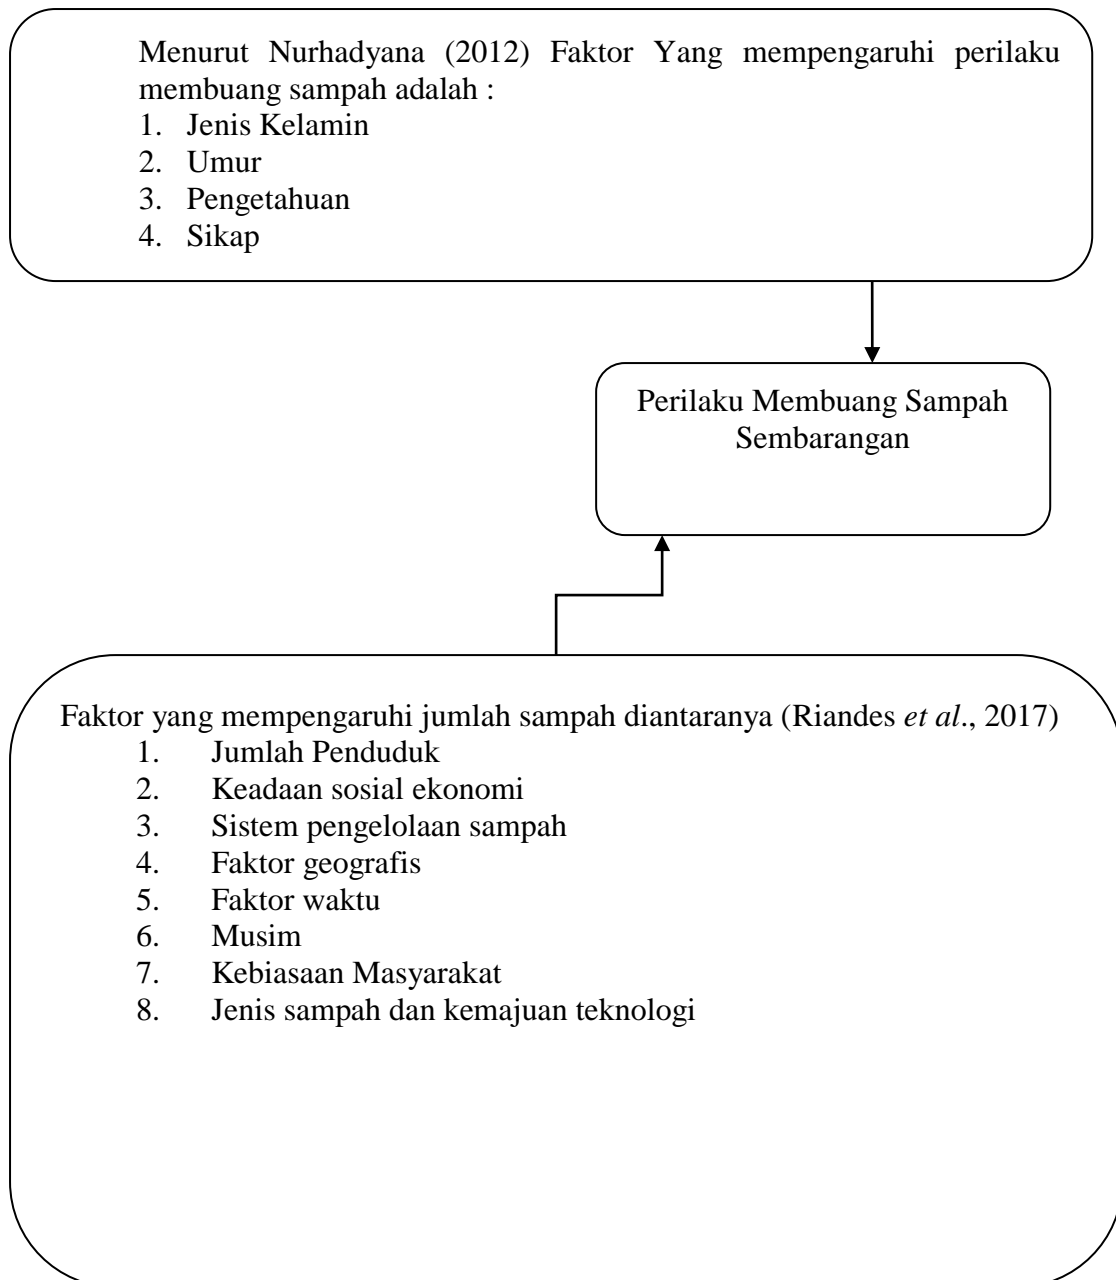 Menurut Nurhadyana (2012) Faktor Yang mempengaruhi perilaku
membuang sampah adalah :
1. Jenis Kelamin
2. Umur
3. Pengetahuan
4. Sikap
Perilaku Membuang Sampah
Sembarangan
Faktor yang mempengaruhi jumlah sampah diantaranya (Riandes et al., 2017)
1. Jumlah Penduduk
2. Keadaan sosial ekonomi
3. Sistem pengelolaan sampah
4. Faktor geografis
5. Faktor waktu
6. Musim
7. Kebiasaan Masyarakat
8. Jenis sampah dan kemajuan teknologi